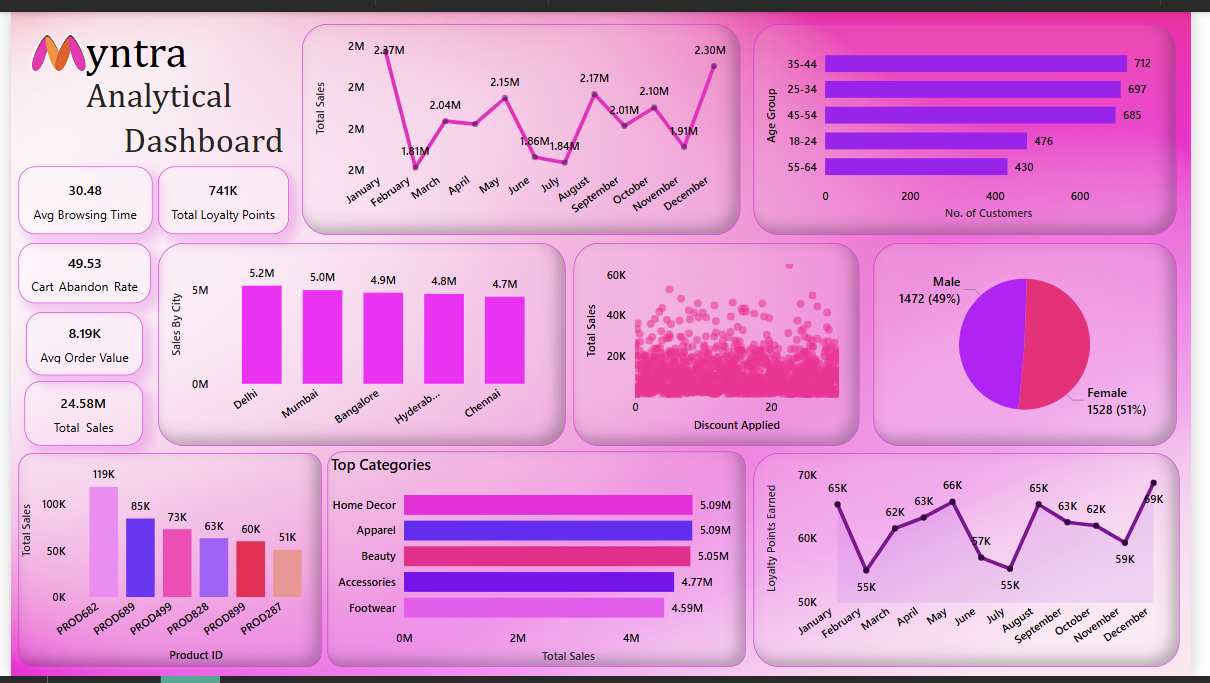 Myntra
Analytical
Dashboard
30.48
Avg Browsing Time
741K
Total Loyalty Points
49.53
Cart Abandon Rate
8.19K
Avg Order Value
24.58M
Total Sales
Total Sales
2M
2M
2M
2M
2.37M
1.81M
2.04M
2.15M
1.86M
1.84M
2.17M
2.01M
2.10M
1.91M
2.30M
January
February
March
April
May
June
July
August
September
October
November
December
Age Group
35-44 712
25-34 697
45-54 685
18-24 476
55-64 430
0 200 400 600
No. of Customers
Sales By City
5M
0M
5.2M
5.0M
4.9M
4.8M
4.7M
Delhi
Mumbai
Bangalore
Hyderab...
Chennai
Total Sales
60K
40K
20K
0 20
Discount Applied
Male
1472 (49%)
Female
1528 (51%)
Total Sales
100K
50K
0K
119K
85K
73K
63K
60K
51K
PROD682
PROD689
PROD499
PROD828
PROD899
PROD287
Product ID
Top Categories
Home Decor 5.09M
Apparel 5.09M
Beauty 5.05M
Accessories 4.77M
Footwear 4.59M
0M 2M 4M
Total Sales
Loyalty Points Earned
70K
60K
50K
65K
55K
62K
63K
66K
57K
55K
65K
63K
62K
59K
69K
January
February
March
April
May
June
July
August
September
October
November
December